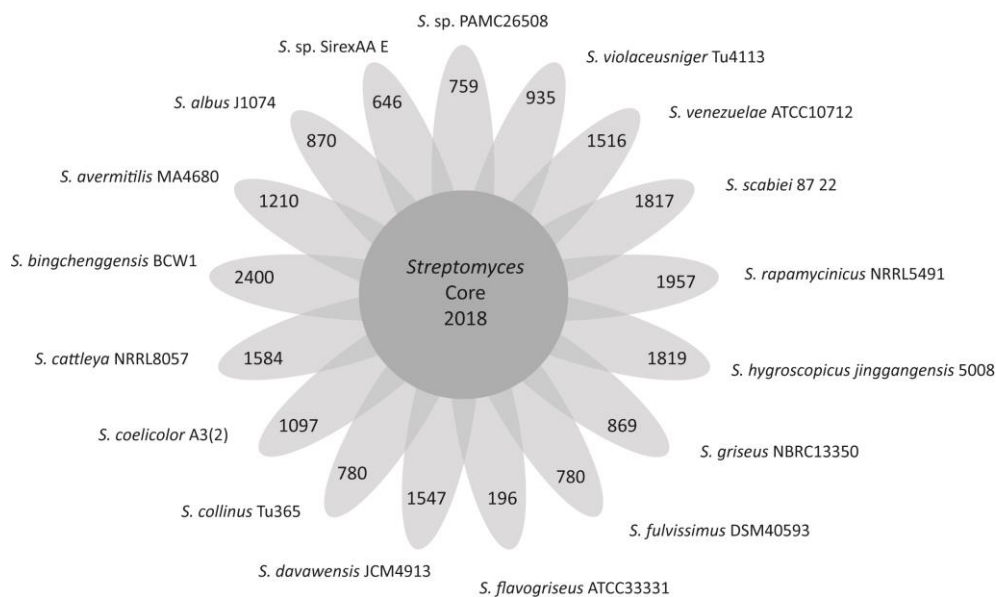 S. sp. PAMC26508
759
S. violaceusniger Tu4113
935
S. venezuelae ATCC10712
1516
S. scabiei 87 22
1817
S. rapamycinicus NRRL5491
1957
S. hygroscopicus jinggangensis 5008
1819
S. griseus NBRC13350
869
S. fulvissimus DSM40593
780
S. flavogriseus ATCC33331
196
S. davawensis JCM4913
1547
S. collinus Tu365
780
S. coelicolor A3(2)
1097
S. cattleya NRRL8057
1584
S. bingchenggensis BCW1
2400
S. avermitilis MA4680
1210
S. albus J1074
870
S. sp. SirexAA E
646
Streptomyces
Core
2018